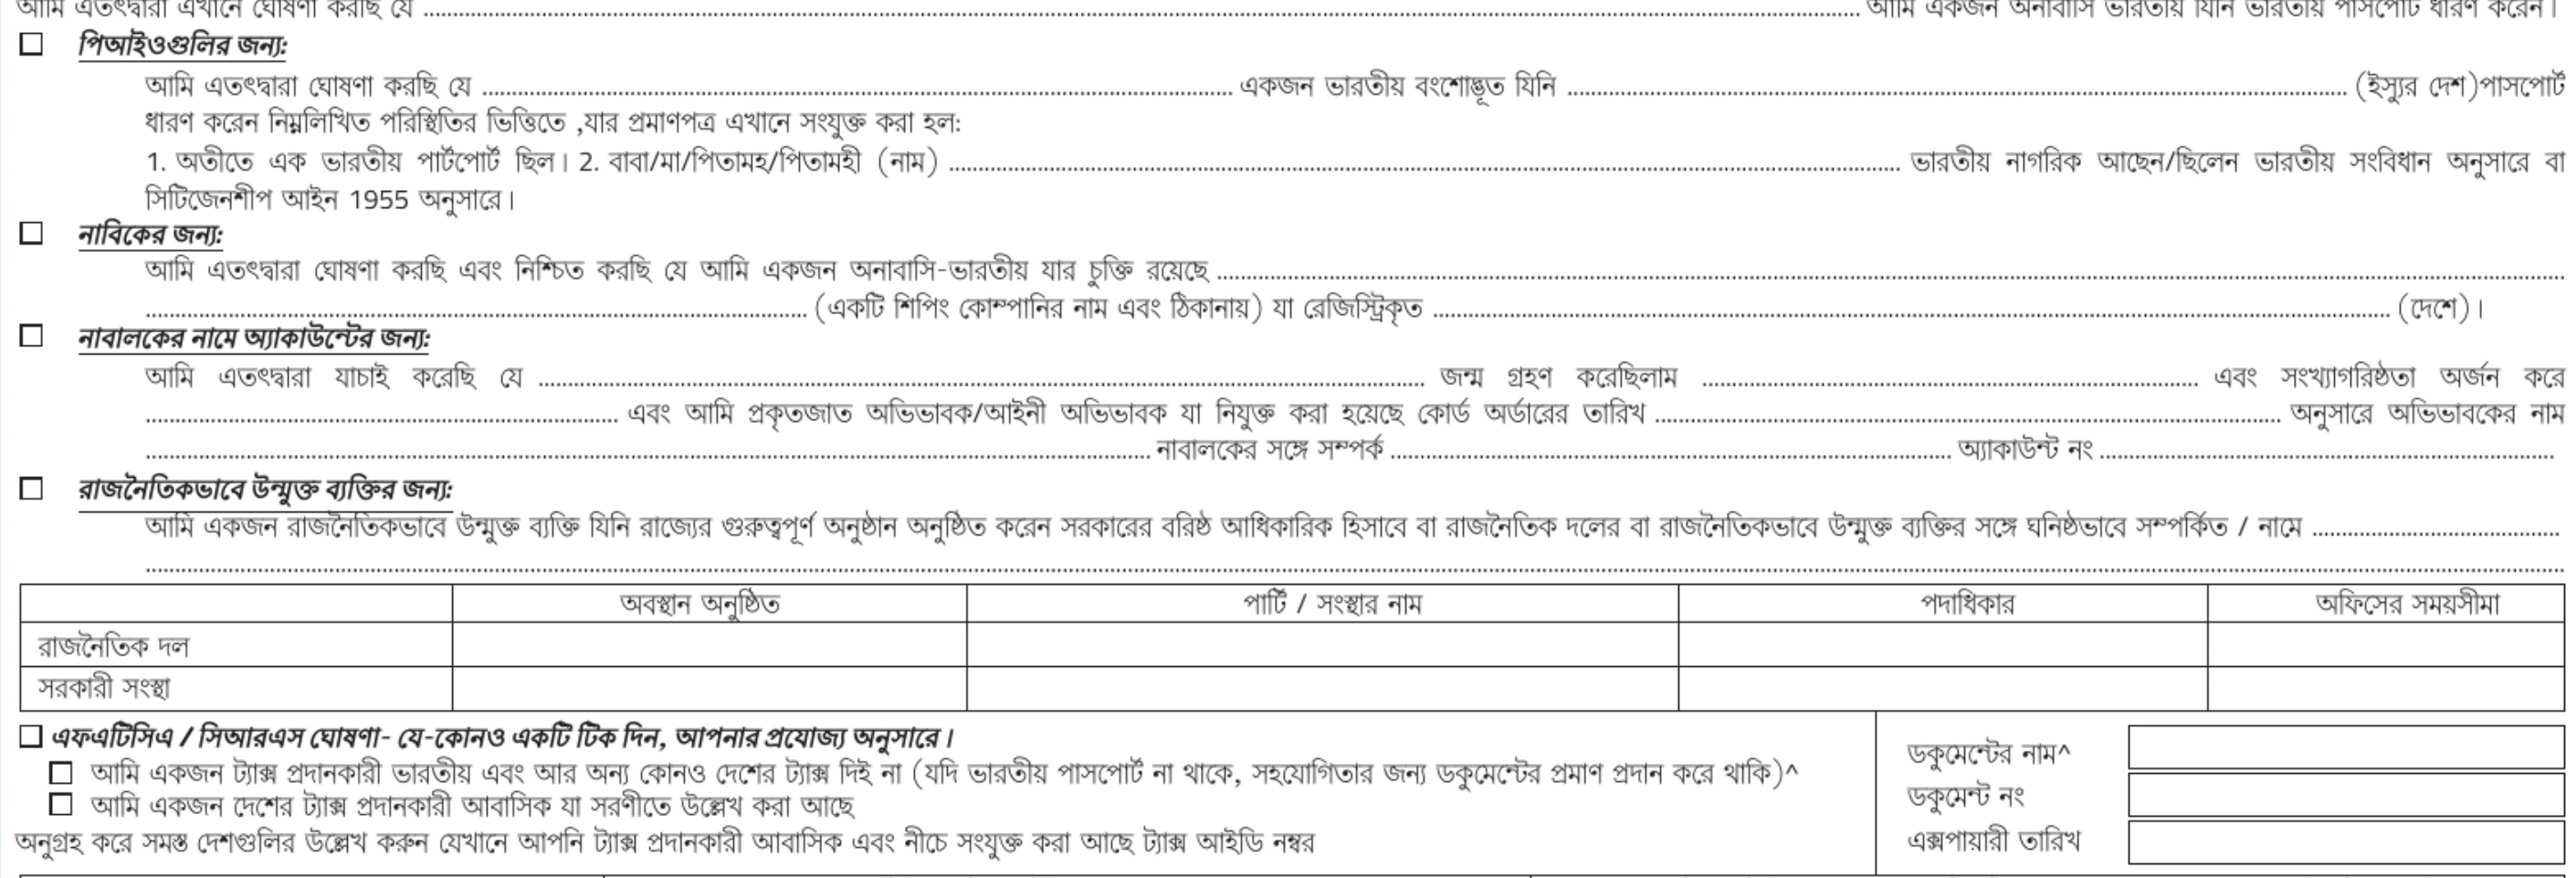 আমি এতৎদ্বারা এখানে ঘোষণা করছি যে .......... আমি একজন অনাবাসি ভারতীয় যিনি ভারতীয় পাসপোর্ট ধারণ করেন।
☐ পিআইওগুলির জন্য:
আমি এতৎদ্বারা ঘোষণা করছি যে .......... একজন ভারতীয় বংশোদ্ভূত যিনি .......... (ইস্যুর দেশ)পাসপোর্ট
ধারণ করেন নিম্নলিখিত পরিস্থিতির ভিত্তিতে ,যার প্রমাণপত্র এখানে সংযুক্ত করা হল:
1. অতীতে এক ভারতীয় পার্টপোর্ট ছিল। 2. বাবা/মা/পিতামহ/পিতামহী (নাম) .......... ভারতীয় নাগরিক আছেন/ছিলেন ভারতীয় সংবিধান অনুসারে বা
সিটিজেনশীপ আইন 1955 অনুসারে।
☐ নাবিকের জন্য:
আমি এতৎদ্বারা ঘোষণা করছি এবং নিশ্চিত করছি যে আমি একজন অনাবাসি-ভারতীয় যার চুক্তি রয়েছে ..........
.......... (একটি শিপিং কোম্পানির নাম এবং ঠিকানায়) যা রেজিস্ট্রিকৃত .......... (দেশে)।
☐ নাবালকের নামে অ্যাকাউন্টের জন্য:
আমি এতৎদ্বারা যাচাই করেছি যে .......... জন্ম গ্রহণ করেছিলাম .......... এবং সংখ্যাগরিষ্ঠতা অর্জন করে
.......... এবং আমি প্রকৃতজাত অভিভাবক/আইনী অভিভাবক যা নিযুক্ত করা হয়েছে কোর্ড অর্ডারের তারিখ .......... অনুসারে অভিভাবকের নাম
.......... নাবালকের সঙ্গে সম্পর্ক .......... অ্যাকাউন্ট নং ..........
☐ রাজনৈতিকভাবে উন্মুক্ত ব্যক্তির জন্য:
আমি একজন রাজনৈতিকভাবে উন্মুক্ত ব্যক্তি যিনি রাজ্যের গুরুত্বপূর্ণ অনুষ্ঠান অনুষ্ঠিত করেন সরকারের বরিষ্ঠ আধিকারিক হিসাবে বা রাজনৈতিক দলের বা রাজনৈতিকভাবে উন্মুক্ত ব্যক্তির সঙ্গে ঘনিষ্ঠভাবে সম্পর্কিত / নামে ..........
..........
অবস্থান অনুষ্ঠিত পার্টি / সংস্থার নাম পদাধিকার অফিসের সময়সীমা
রাজনৈতিক দল
সরকারী সংস্থা
☐ এফএটিসিএ / সিআরএস ঘোষণা- যে-কোনও একটি টিক দিন, আপনার প্রযোজ্য অনুসারে।
☐ আমি একজন ট্যাক্স প্রদানকারী ভারতীয় এবং আর অন্য কোনও দেশের ট্যাক্স দিই না (যদি ভারতীয় পাসপোর্ট না থাকে, সহযোগিতার জন্য ডকুমেন্টের প্রমাণ প্রদান করে থাকি)^
☐ আমি একজন দেশের ট্যাক্স প্রদানকারী আবাসিক যা সরণীতে উল্লেখ করা আছে
অনুগ্রহ করে সমস্ত দেশগুলির উল্লেখ করুন যেখানে আপনি ট্যাক্স প্রদানকারী আবাসিক এবং নীচে সংযুক্ত করা আছে ট্যাক্স আইডি নম্বর
ডকুমেন্টের নাম^
ডকুমেন্ট নং
এক্সপায়ারী তারিখ